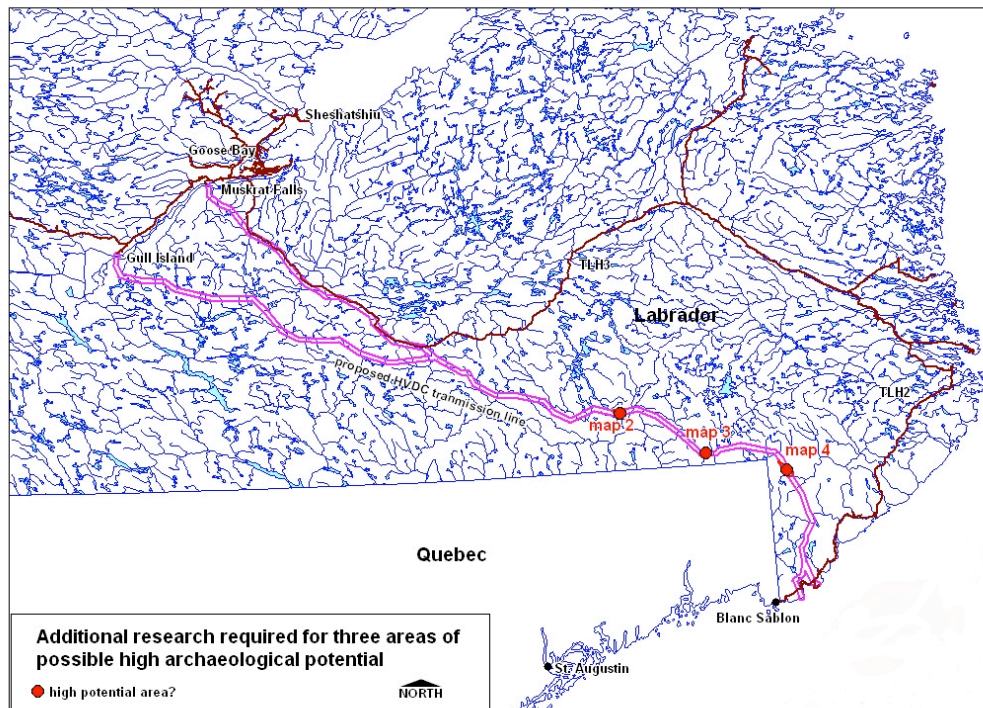 Sheshatshiu
Goose Bay
Muskrat Falls
Gull Island
TLH3
Labrador
proposed HVDC tranmission line
TLH2
map 2
map 3
map 4
Quebec
Blanc Sablon
St. Augustin
Additional research required for three areas of
possible high archaeological potential
high potential area?
NORTH